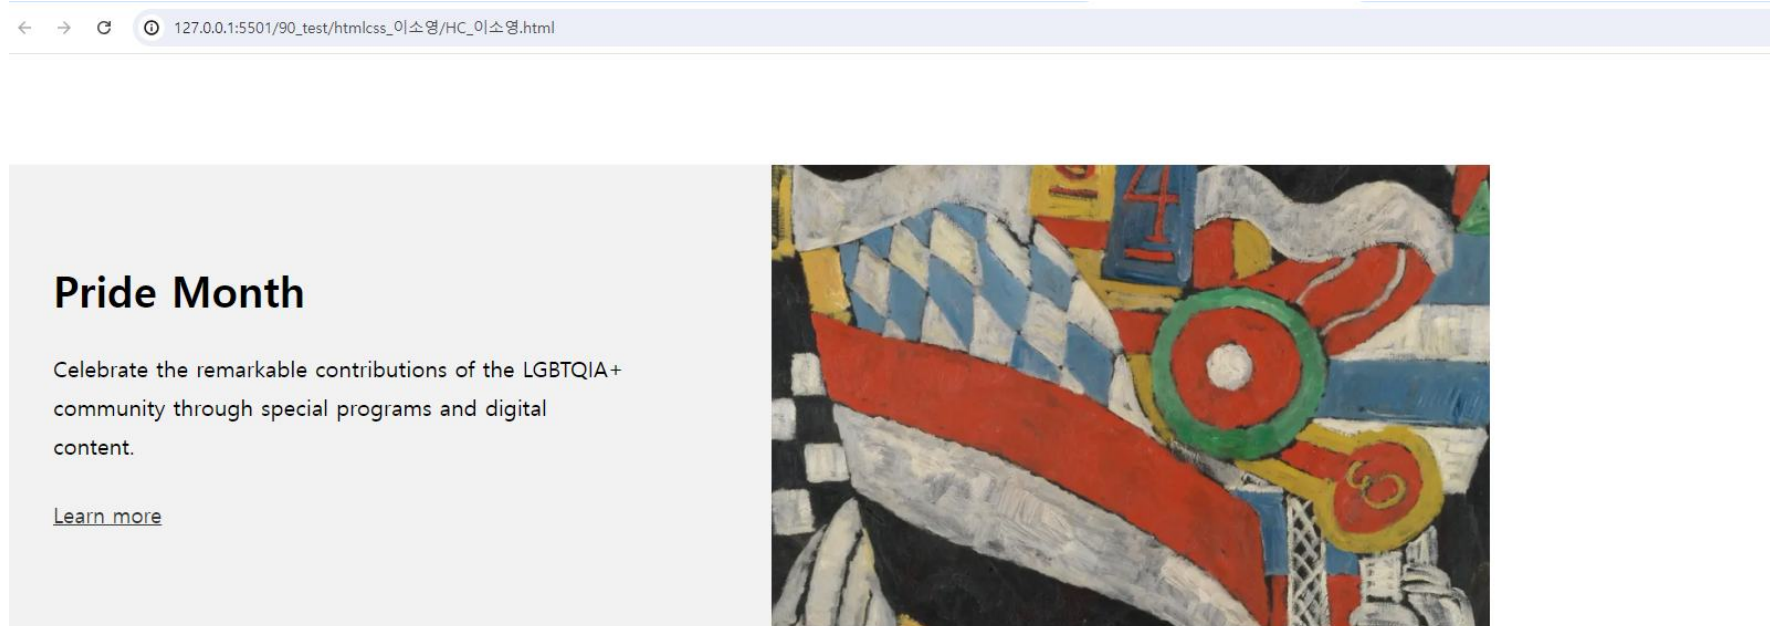 127.0.0.1:5501/90_test/htmlcss_이소영/HC_이소영.html
4
Pride Month
Celebrate the remarkable contributions of the LGBTQIA+
community through special programs and digital
content.
Learn more